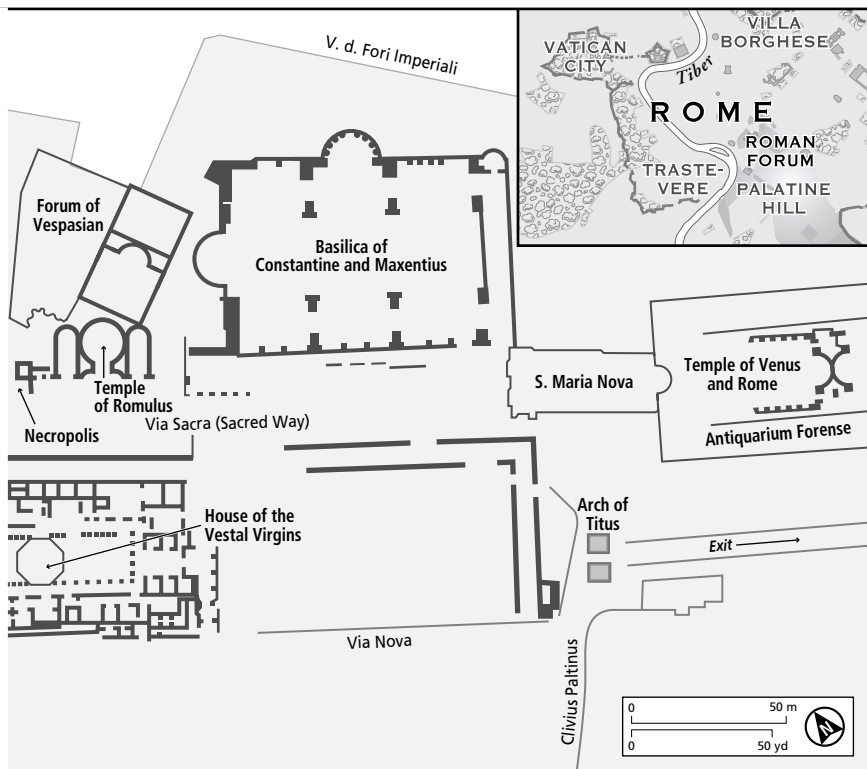 V. d. Fori Imperiali
VATICAN
CITY
VILLA
BORGHESE
Tiber
ROME
ROMAN
FORUM
TRASTE-
VERE
PALATINE
HILL
Forum of
Vespasian
Basilica of
Constantine and Maxentius
Temple
of Romulus
Necropolis
Via Sacra (Sacred Way)
S. Maria Nova
Temple of Venus
and Rome
Antiquarium Forense
House of the
Vestal Virgins
Arch of
Titus
Exit
Via Nova
Clivius Paltinus
0
50 m
0
50 yd
N